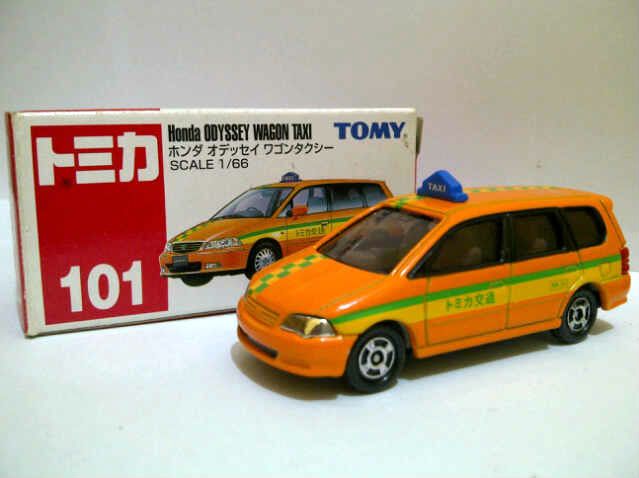 トミカ
101
Honda ODYSSEY WAGON TAXI
ホンダ オデッセイ ワゴンタクシー
SCALE 1/66
TOMY
トミカ交通
TAXI
トミカ交通